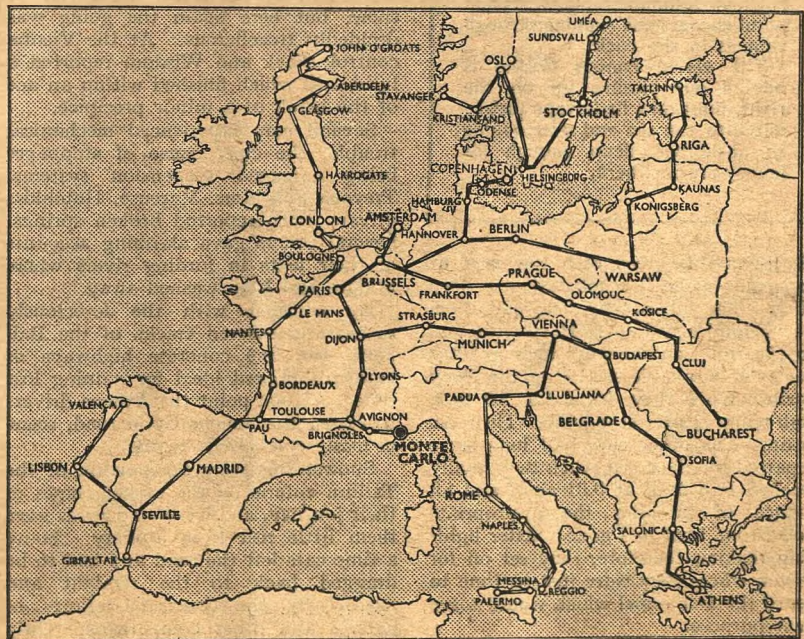 UMEA
SUNDSVALL
JOHN O'GROATS
OSLO
ABERDEEN
STAVANGER
TALLINN
GLASGOW
KRISTIANSAND
STOCKHOLM
RIGA
HARROGATE
COPENHAGEN
HELSINGBORG
ODENSE
KAUNAS
HAMBURG
KONIGSBERG
LONDON
AMSTERDAM
HANNOVER
BERLIN
BOULOGNE
WARSAW
BRUSSELS
PRAGUE
PARIS
FRANKFORT
OLOMOUC
LE MANS
STRASBURG
KOSICE
NANTES
VIENNA
DIJON
MUNICH
BUDAPEST
CLUJ
LYONS
BORDEAUX
PADUA
LLUBLJANA
VALENÇA
TOULOUSE
AVIGNON
BELGRADE
BUCHAREST
PAU
BRIGNOLES
MONTE
CARLO
LISBON
MADRID
SOFIA
ROME
SEVILLE
NAPLES
SALONICA
GIBRALTAR
MESSINA
REGGIO
PALERMO
ATHENS